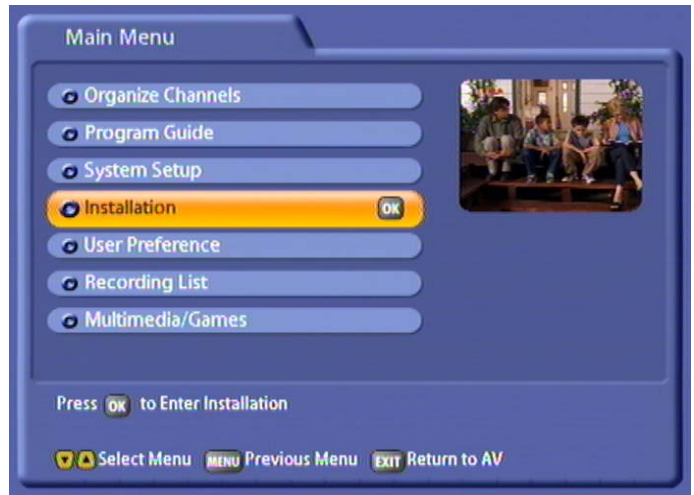 Main Menu
Organize Channels
Program Guide
System Setup
Installation OK
User Preference
Recording List
Multimedia/Games
Press OK to Enter Installation
Select Menu MENU Previous Menu EXIT Return to AV